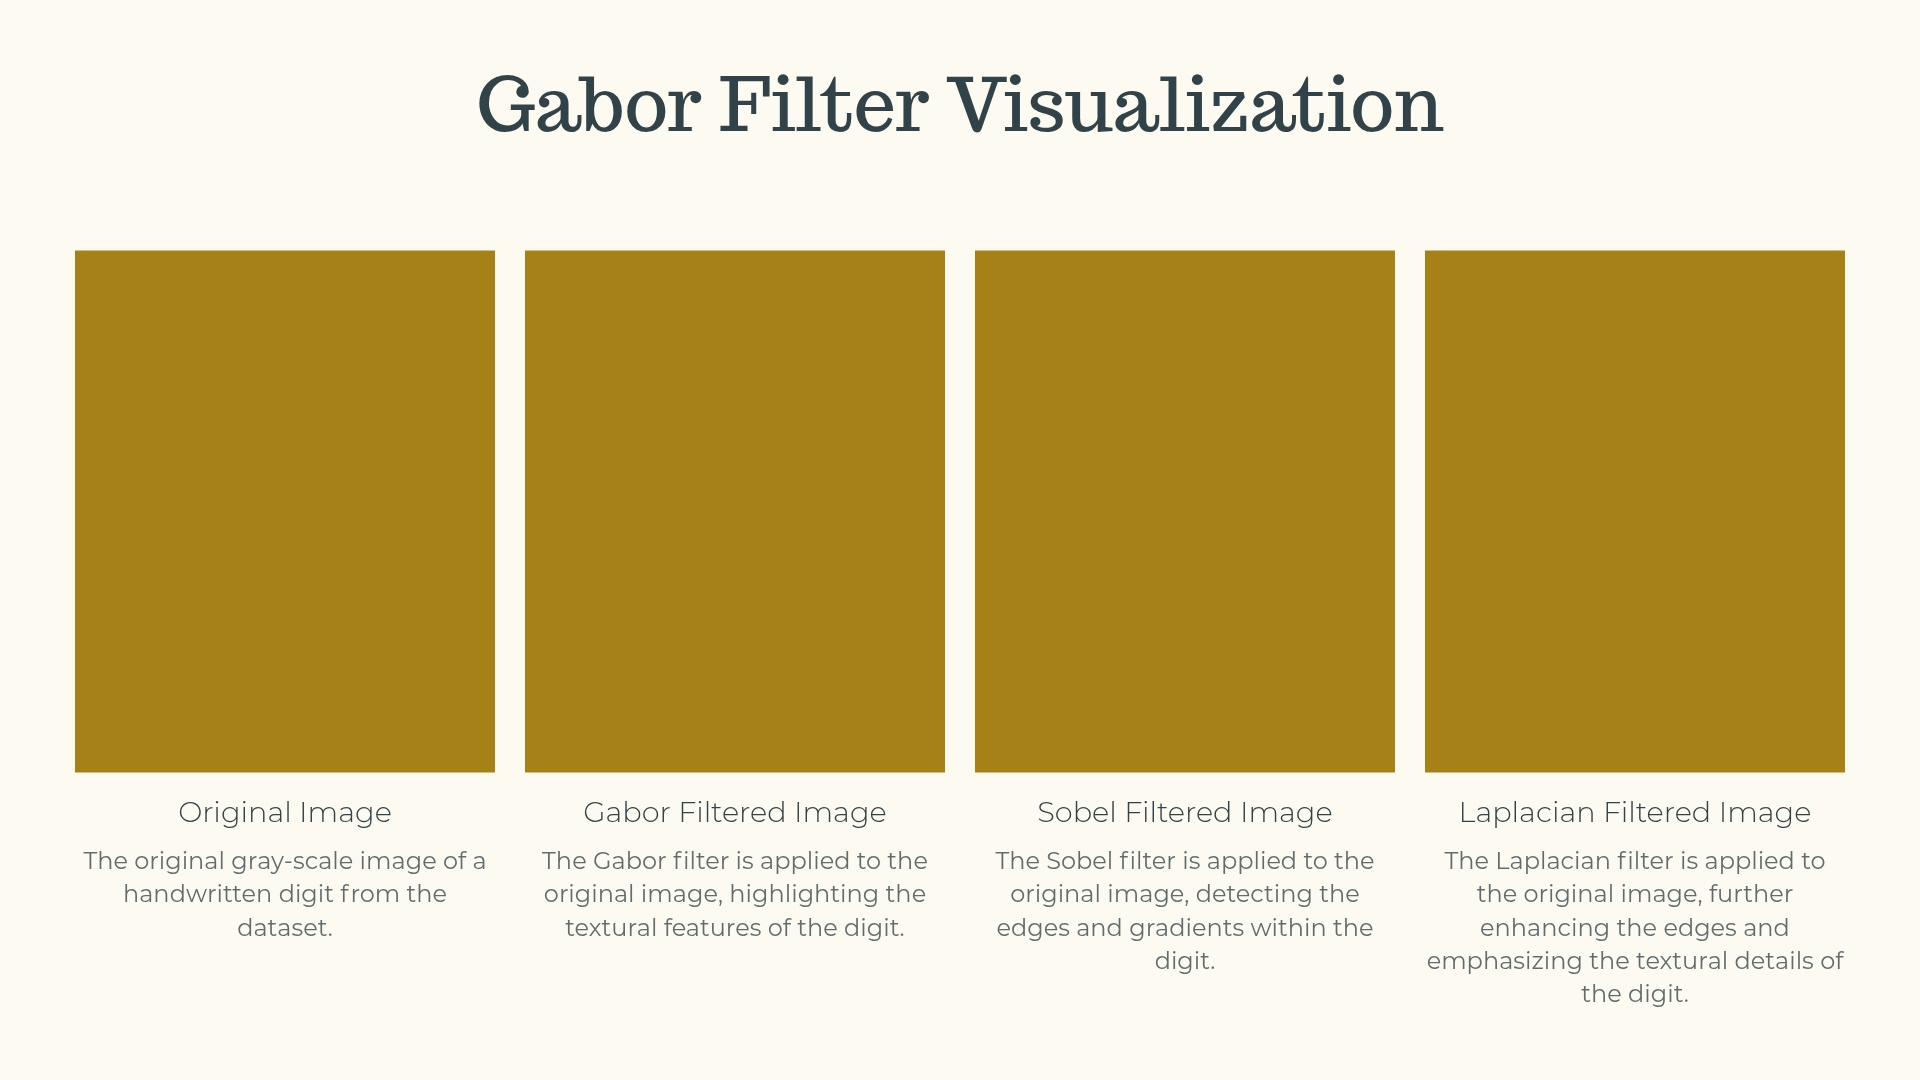 Gabor Filter Visualization
Original Image
The original gray-scale image of a
handwritten digit from the
dataset.
Gabor Filtered Image
The Gabor filter is applied to the
original image, highlighting the
textural features of the digit.
Sobel Filtered Image
The Sobel filter is applied to the
original image, detecting the
edges and gradients within the
digit.
Laplacian Filtered Image
The Laplacian filter is applied to
the original image, further
enhancing the edges and
emphasizing the textural details of
the digit.